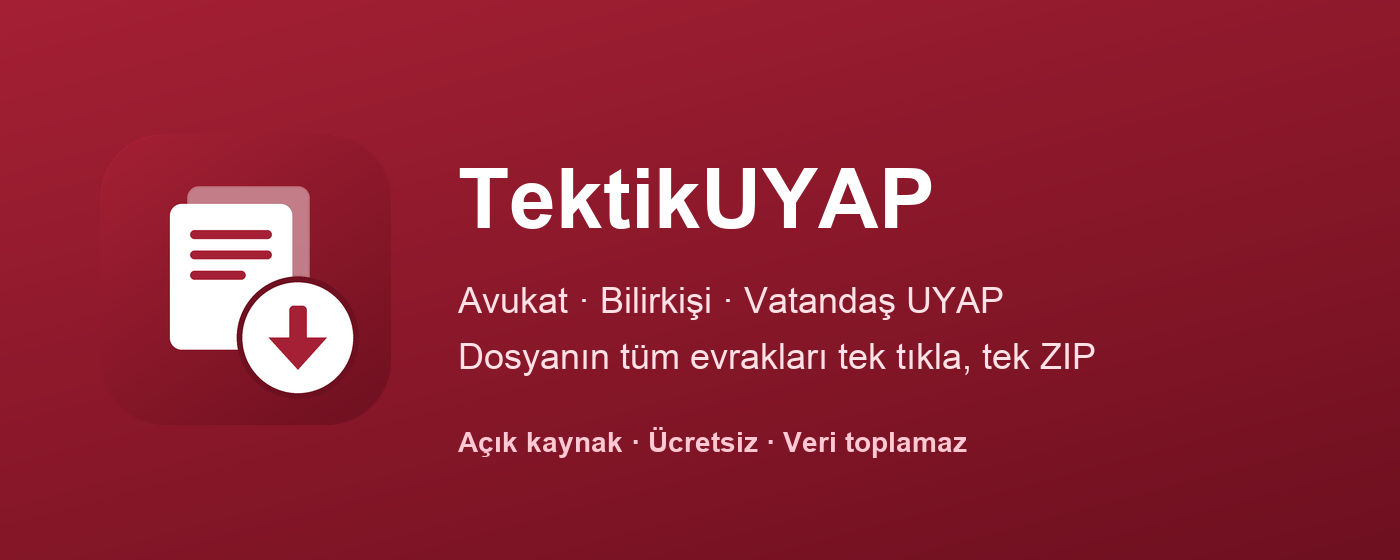 TektikUYAP
Avukat · Bilirkişi · Vatandaş UYAP
Dosyanın tüm evrakları tek tıkla, tek ZIP
Açık kaynak · Ücretsiz · Veri toplamaz